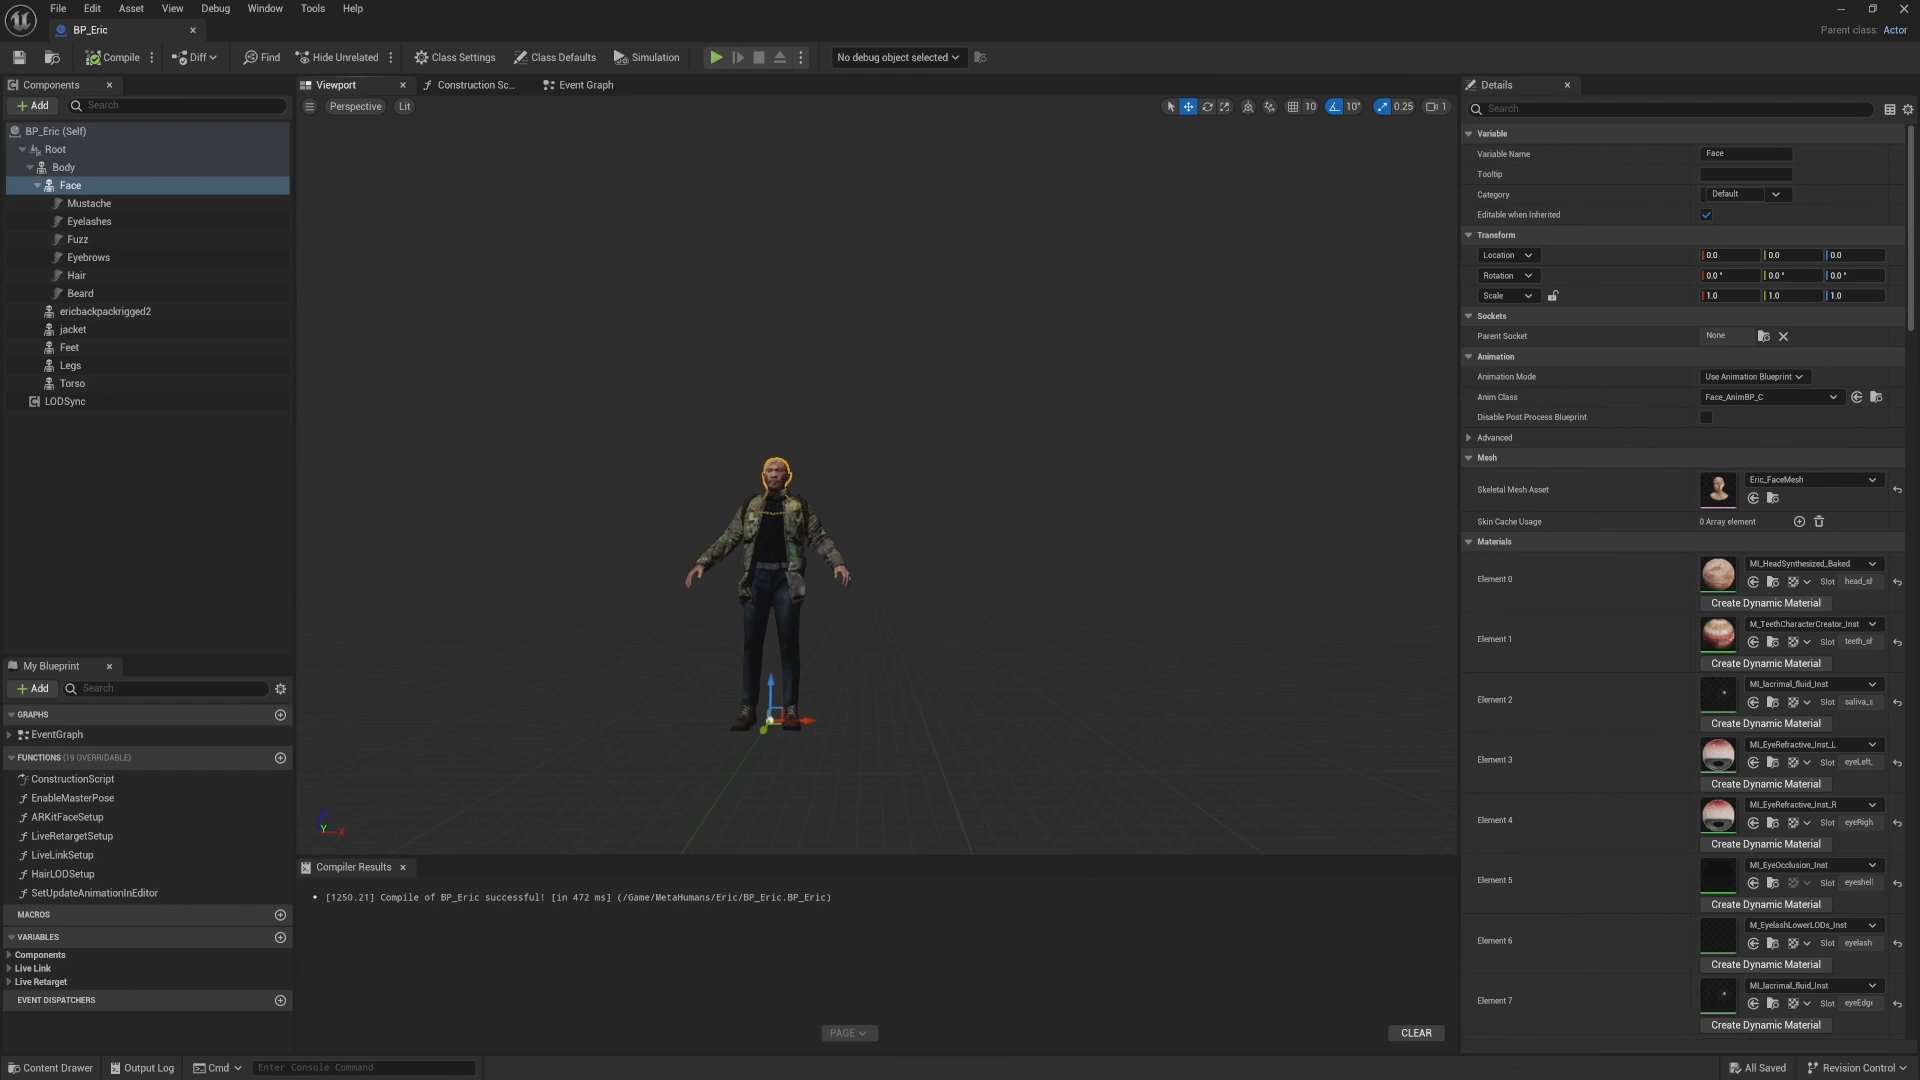 File Edit Asset View Debug Window Tools Help
BP_Eric
Parent class: Actor
Compile
Diff
Find
Hide Unrelated
Class Settings
Class Defaults
Simulation
No debug object selected
Components
Viewport
Construction Sc...
Event Graph
Details
Add
Search
Perspective
Lit
10
10°
0.25
1
Search
BP_Eric (Self)
Root
Body
Face
Mustache
Eyelashes
Fuzz
Eyebrows
Hair
Beard
ericbackpackrigged2
jacket
Feet
Legs
Torso
LODSync
My Blueprint
Add
Search
GRAPHS
EventGraph
FUNCTIONS (19 OVERRIDABLE)
ConstructionScript
EnableMasterPose
ARKitFaceSetup
LiveRetargetSetup
LiveLinkSetup
HairLODSetup
SetUpdateAnimationInEditor
MACROS
VARIABLES
Components
Live Link
Live Retarget
EVENT DISPATCHERS
Z
Y
X
Compiler Results
[1250.21] Compile of BP_Eric successful! [in 472 ms] (/Game/MetaHumans/Eric/BP_Eric.BP_Eric)
PAGE
CLEAR
Variable
Variable Name Face
Tooltip
Category Default
Editable when Inherited
Transform
Location 0.0 0.0 0.0
Rotation 0.0° 0.0° 0.0°
Scale 1.0 1.0 1.0
Sockets
Parent Socket None
Animation
Animation Mode Use Animation Blueprint
Anim Class Face_AnimBP_C
Disable Post Process Blueprint
Advanced
Mesh
Skeletal Mesh Asset Eric_FaceMesh
Skin Cache Usage 0 Array element
Materials
Element 0 MI_HeadSynthesized_Baked
Slot head_sl
Create Dynamic Material
Element 1 M_TeethCharacterCreator_Inst
Slot teeth_sl
Create Dynamic Material
Element 2 MI_lacrimal_fluid_Inst
Slot saliva_s
Create Dynamic Material
Element 3 MI_EyeRefractive_Inst_L
Slot eyeLeft_
Create Dynamic Material
Element 4 MI_EyeRefractive_Inst_R
Slot eyeRigh
Create Dynamic Material
Element 5 MI_EyeOcclusion_Inst
Slot eyeshell
Create Dynamic Material
Element 6 M_EyelashLowerLODs_Inst
Slot eyelash
Create Dynamic Material
Element 7 MI_lacrimal_fluid_Inst
Slot eyeEdge
Create Dynamic Material
Content Drawer
Output Log
Cmd
Enter Console Command
All Saved
Revision Control